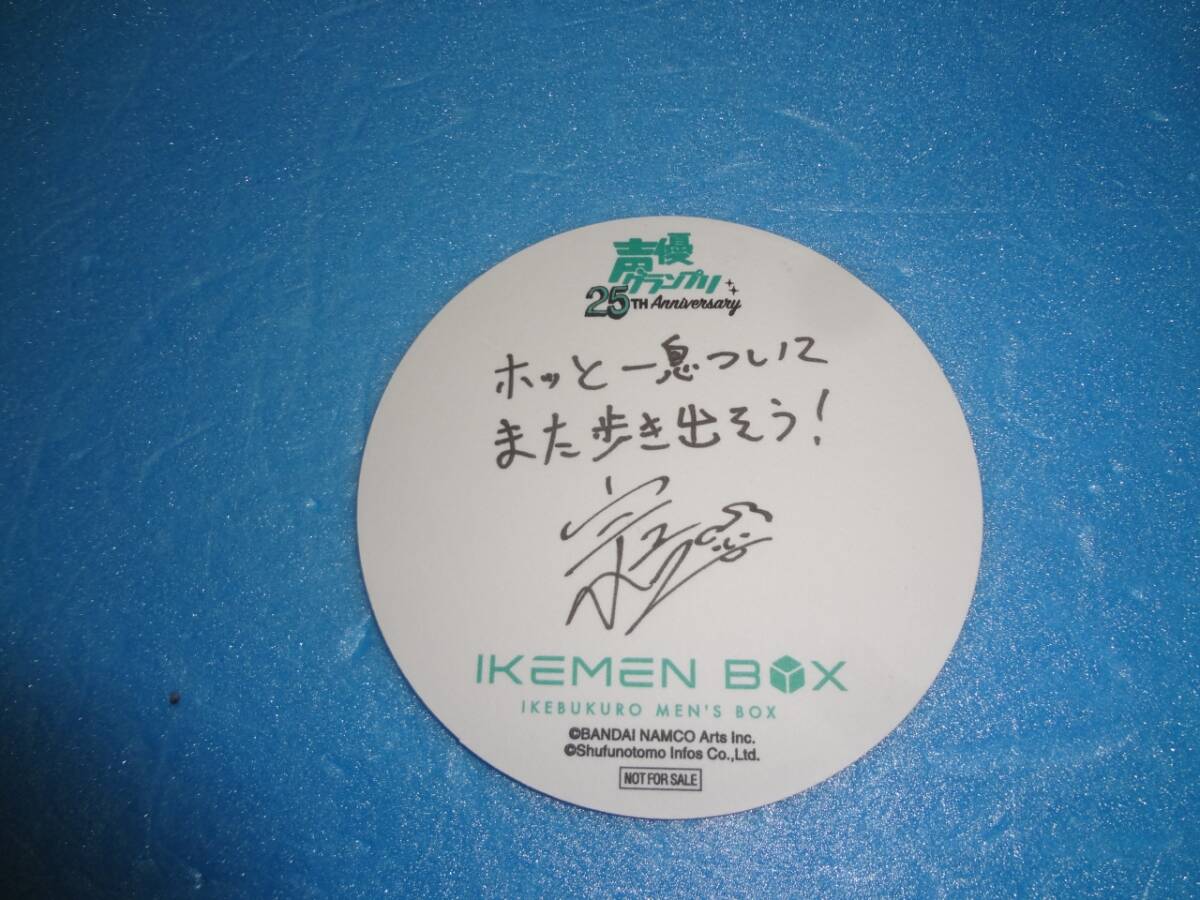 声優
グランプリ
25TH Anniversary
ホッと一息ついて
また歩き出そう!
IKEMEN BOX
IKEBUKURO MEN'S BOX
©BANDAI NAMCO Arts Inc.
©Shufunotomo Infos Co.,Ltd.
NOT FOR SALE